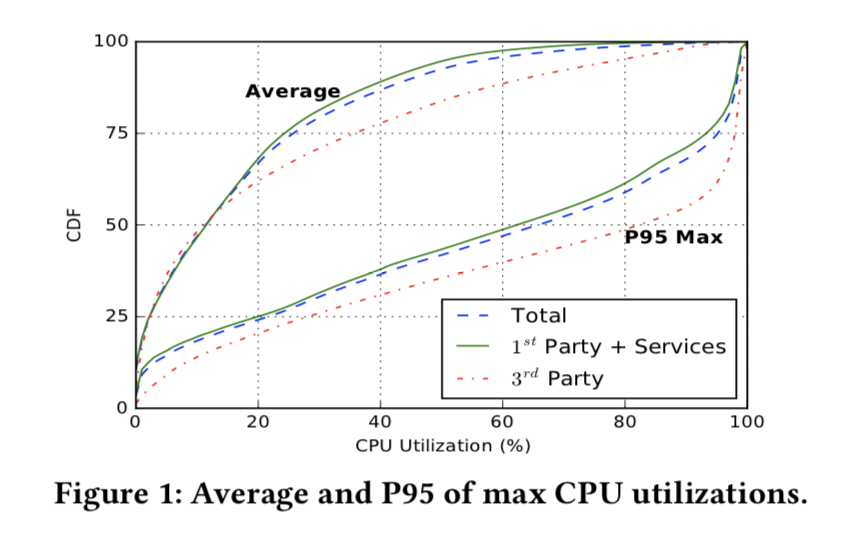 100
75
50
25
0
CDF
Average
P95 Max
Total
1st Party + Services
3rd Party
0 20 40 60 80 100
CPU Utilization (%)
Figure 1: Average and P95 of max CPU utilizations.